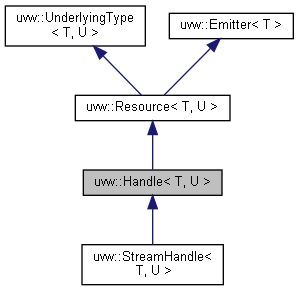 uvw::UnderlyingType
< T, U >
uvw::Emitter< T >
uvw::Resource< T, U >
uvw::Handle< T, U >
uvw::StreamHandle<
T, U >